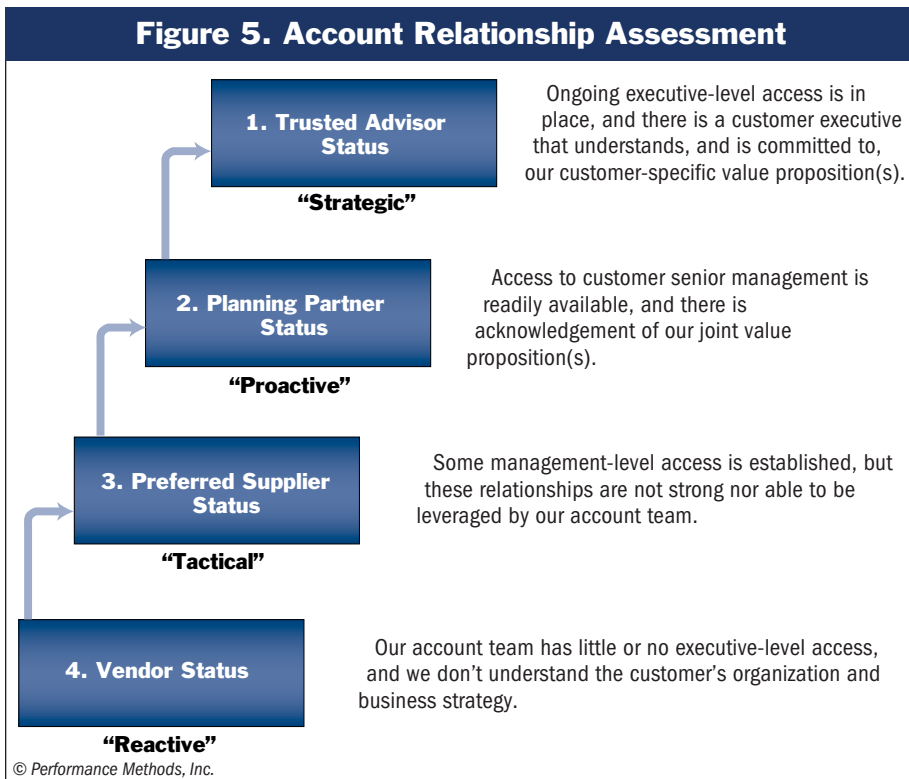 Figure 5. Account Relationship Assessment
1. Trusted Advisor
Status
“Strategic”
Ongoing executive-level access is in
place, and there is a customer executive
that understands, and is committed to,
our customer-specific value proposition(s).
2. Planning Partner
Status
“Proactive”
Access to customer senior management is
readily available, and there is
acknowledgement of our joint value
proposition(s).
3. Preferred Supplier
Status
“Tactical”
Some management-level access is established, but
these relationships are not strong nor able to be
leveraged by our account team.
4. Vendor Status
“Reactive”
Our account team has little or no executive-level access,
and we don’t understand the customer’s organization and
business strategy.
© Performance Methods, Inc.